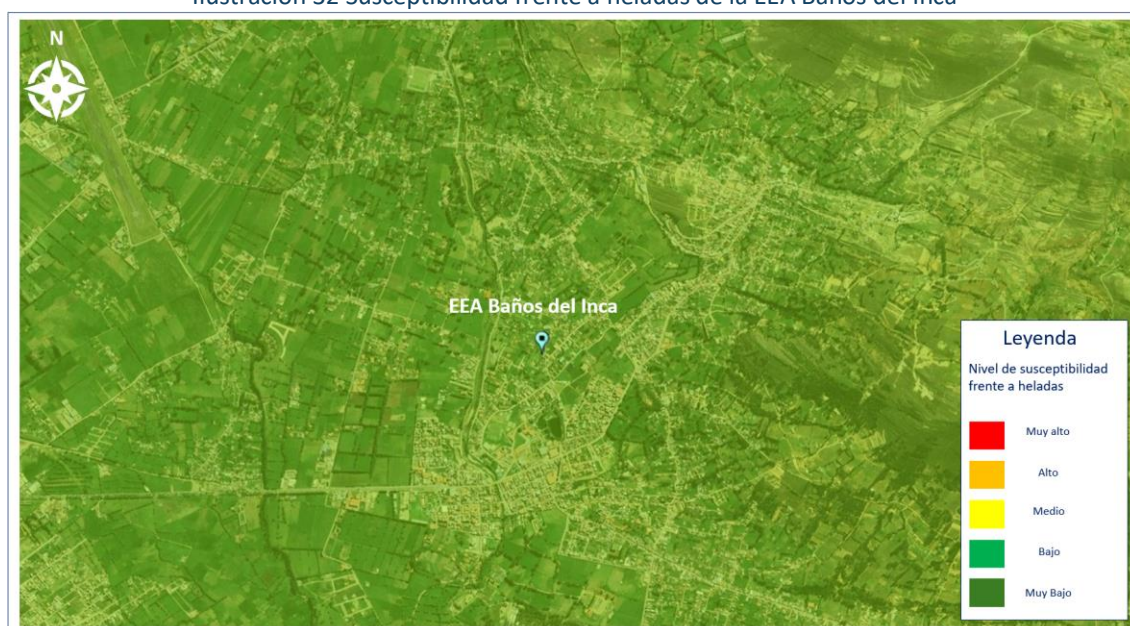 Ilustración 32 Susceptibilidad frente a heladas de la EEA Baños del Inca
N
EEA Baños del Inca
Leyenda
Nivel de susceptibilidad
frente a heladas
Muy alto
Alto
Medio
Bajo
Muy Bajo